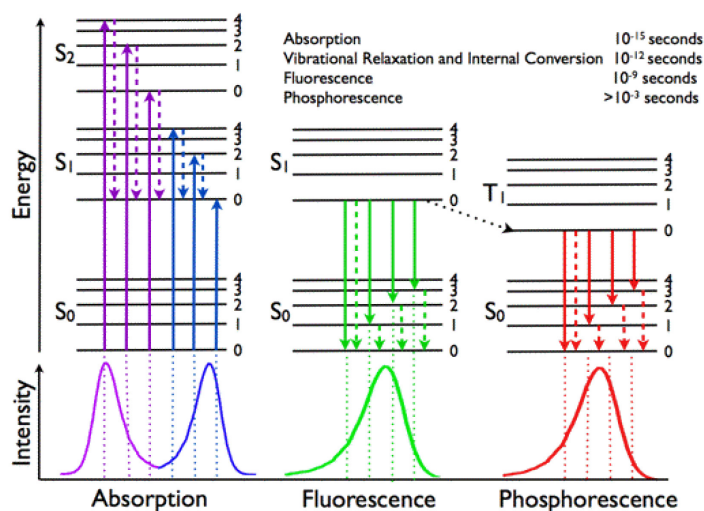 Absorption 10-15 seconds
Vibrational Relaxation and Internal Conversion 10-12 seconds
Fluorescence 10-9 seconds
Phosphorescence >10-3 seconds
Energy
S2
4
3
2
1
0
S1
4
3
2
1
0
S0
4
3
2
1
0
S1
4
3
2
1
0
S0
4
3
2
1
0
T1
4
3
2
1
0
S0
4
3
2
1
0
Intensity
Absorption
Fluorescence
Phosphorescence